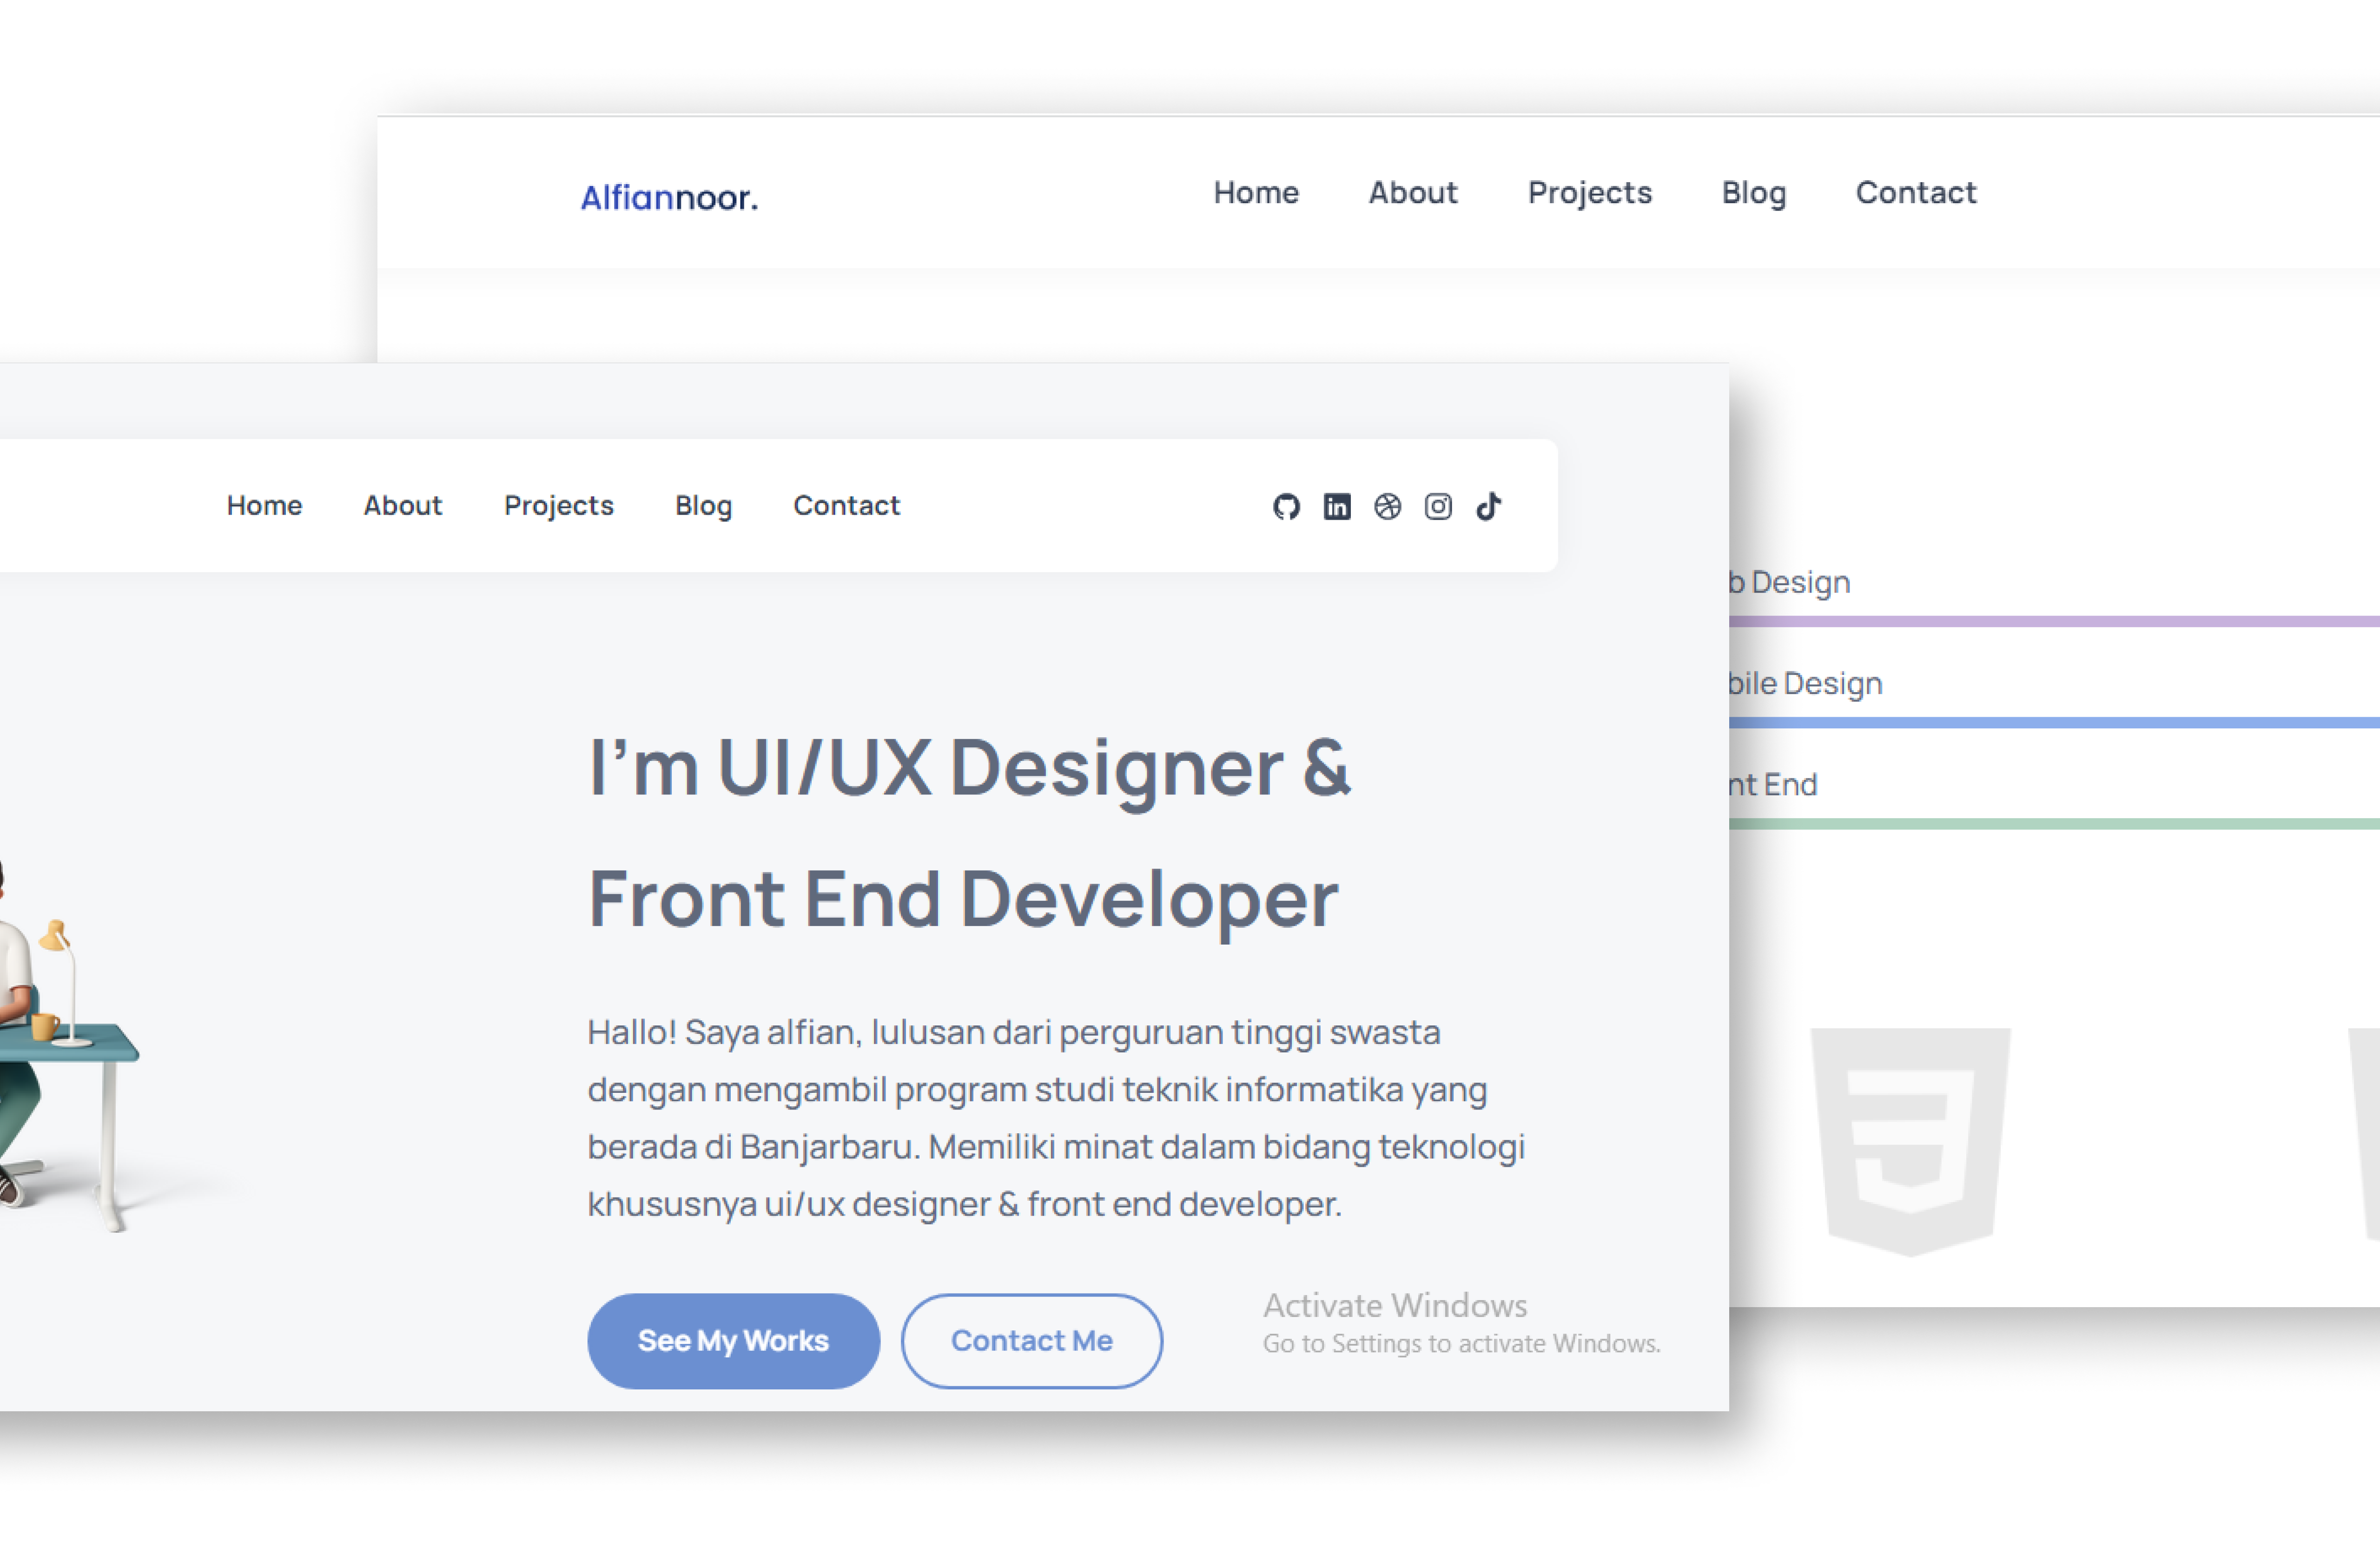 Alfiannoor.
Home About Projects Blog Contact
Home About Projects Blog Contact
I'm UI/UX Designer &
Front End Developer
Hallo! Saya alfian, lulusan dari perguruan tinggi swasta
dengan mengambil program studi teknik informatika yang
berada di Banjarbaru. Memiliki minat dalam bidang teknologi
khususnya ui/ux designer & front end developer.
See My Works
Contact Me
Activate Windows
Go to Settings to activate Windows.
b Design
bile Design
nt End